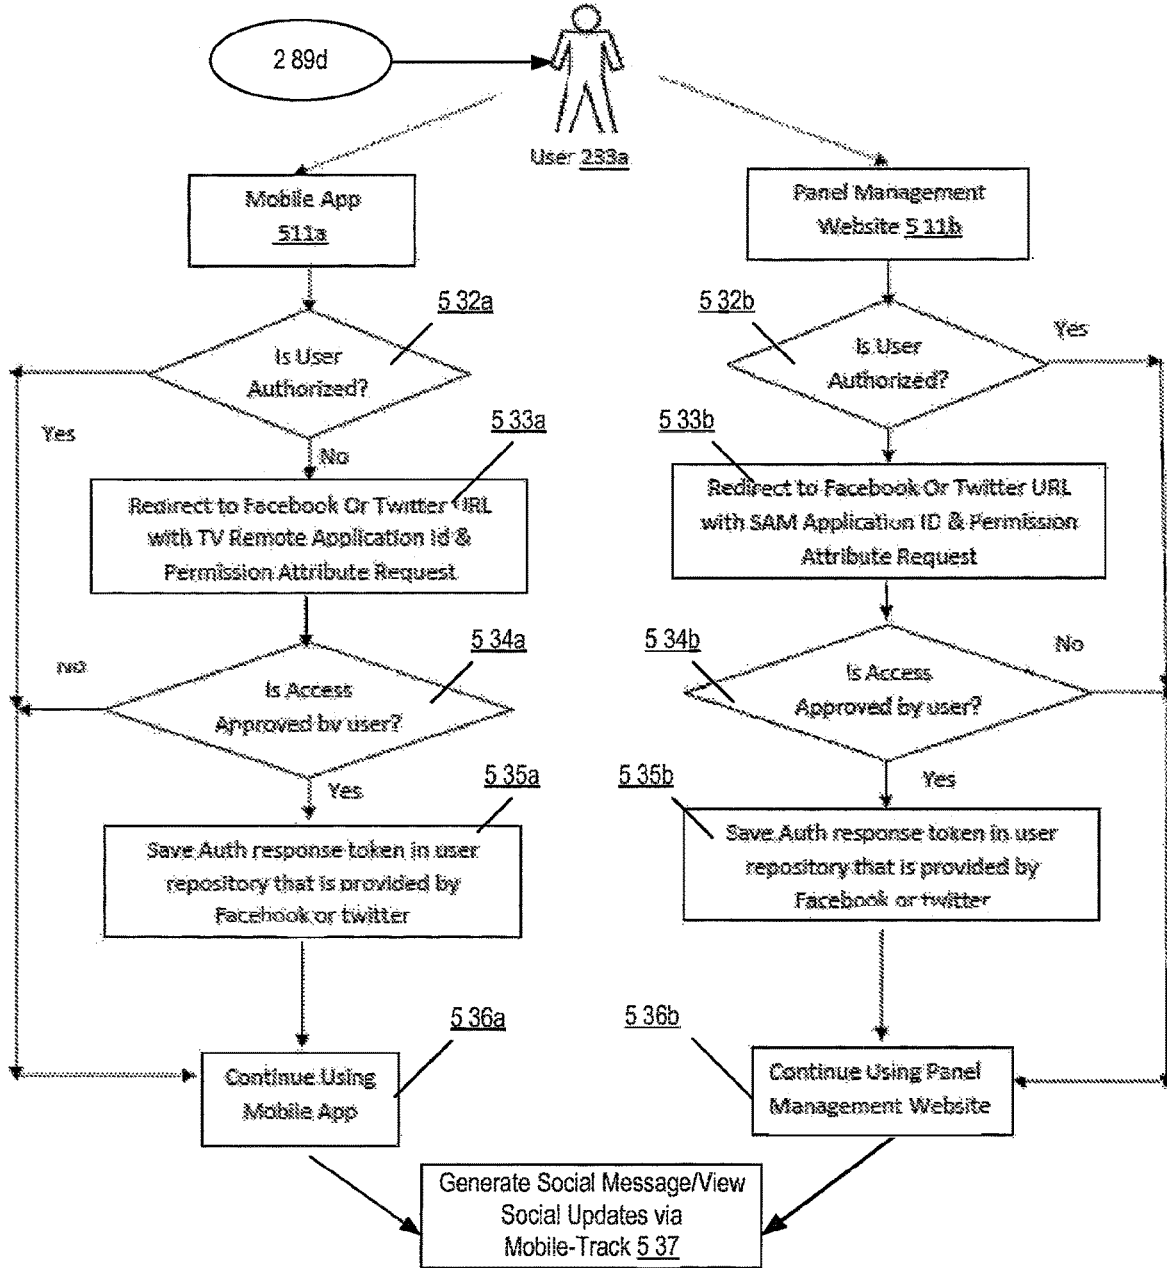 2 89d
User 233a
Mobile App
511a
Panel Management
Website 5 11b
5 32a
Is User
Authorized?
Yes
No
5 32b
Is User
Authorized?
Yes
5 33a
Redirect to Facebook Or Twitter URL
with TV Remote Application Id &
Permission Attribute Request
5 33b
Redirect to Facebook Or Twitter URL
with SAM Application ID & Permission
Attribute Request
5 34a
Is Access
Approved by user?
no
Yes
5 34b
Is Access
Approved by user?
No
Yes
5 35a
Save Auth response token in user
repository that is provided by
Facebook or twitter
5 35b
Save Auth response token in user
repository that is provided by
Facebook or twitter
5 36a
Continue Using
Mobile App
5 36b
Continue Using Panel
Management Website
Generate Social Message/View
Social Updates via
Mobile-Track 5 37